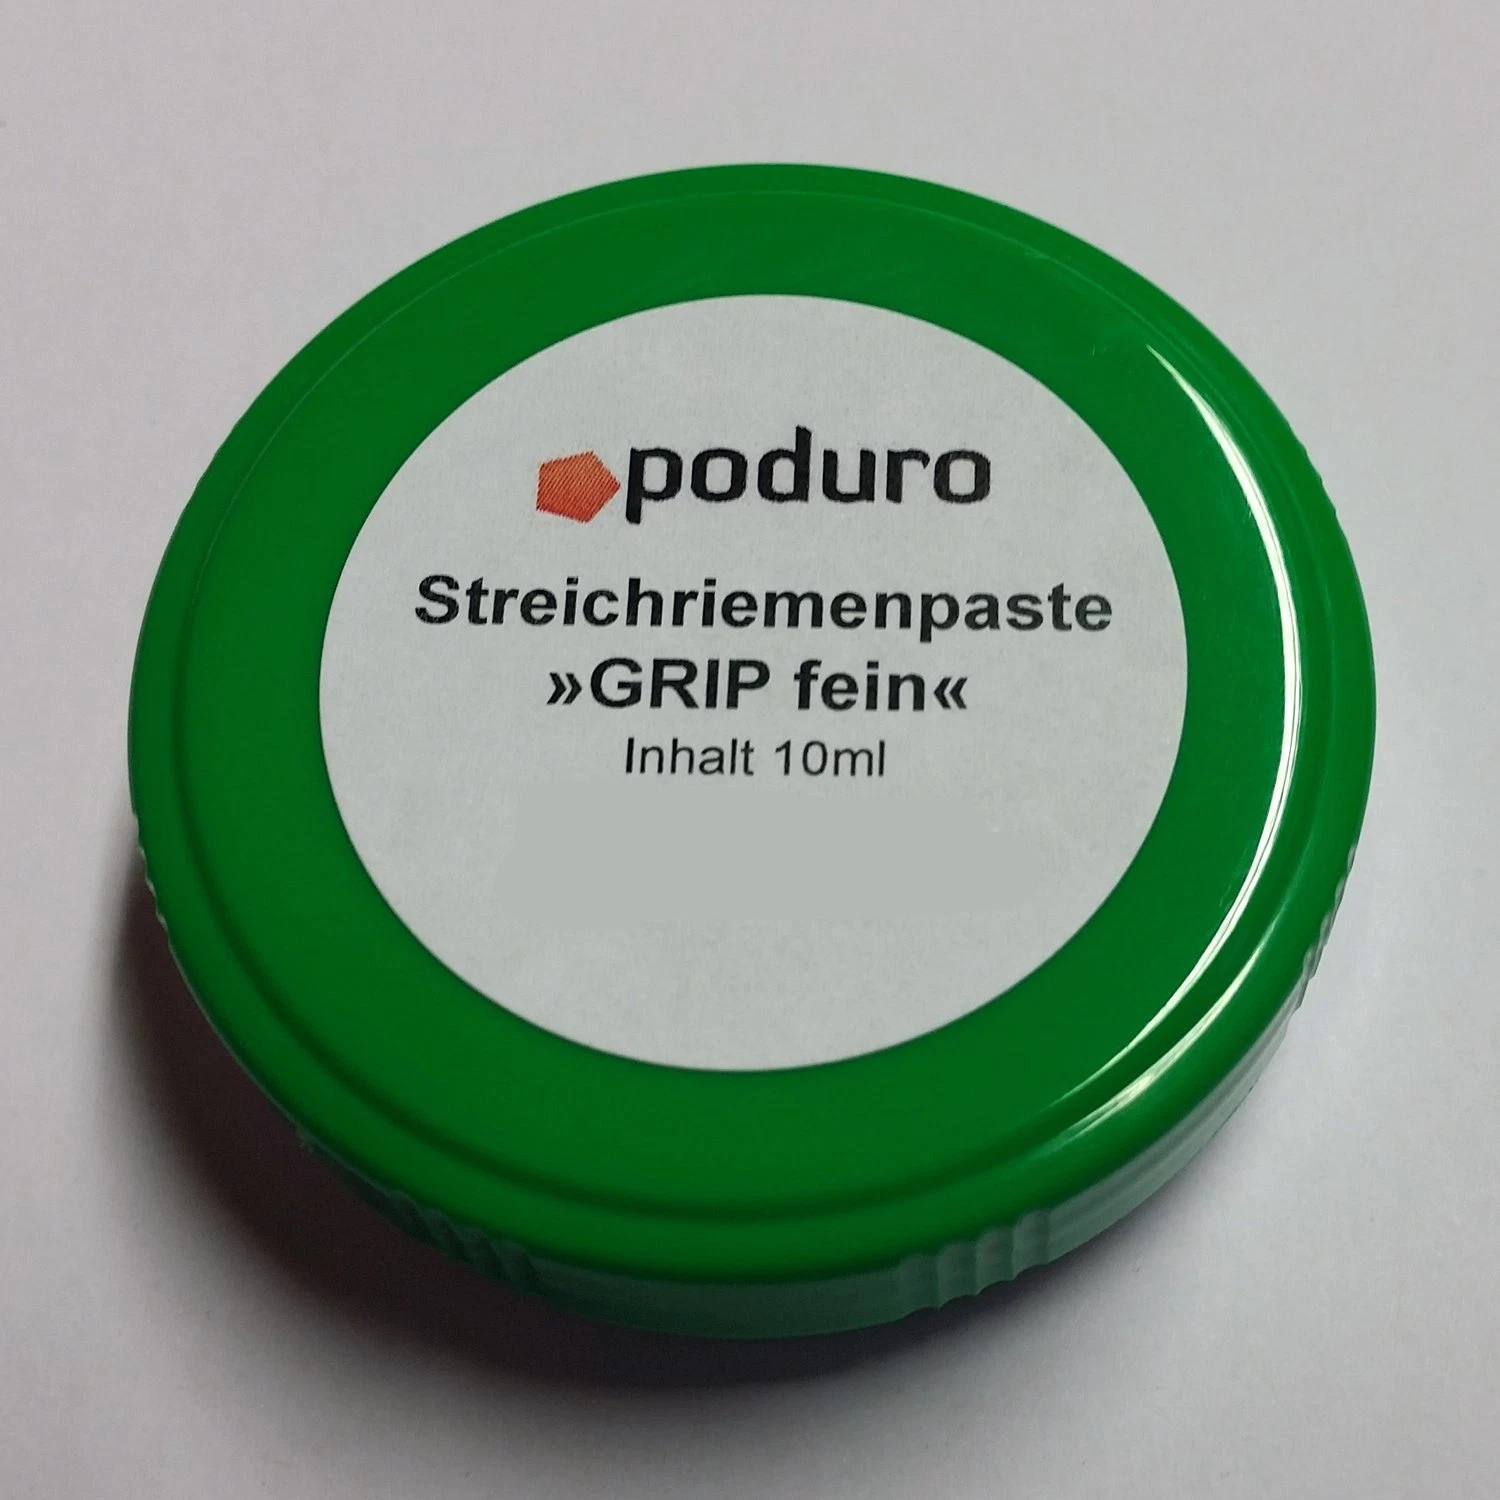 poduro
Streichriemenpaste
»GRIP fein«
Inhalt 10ml